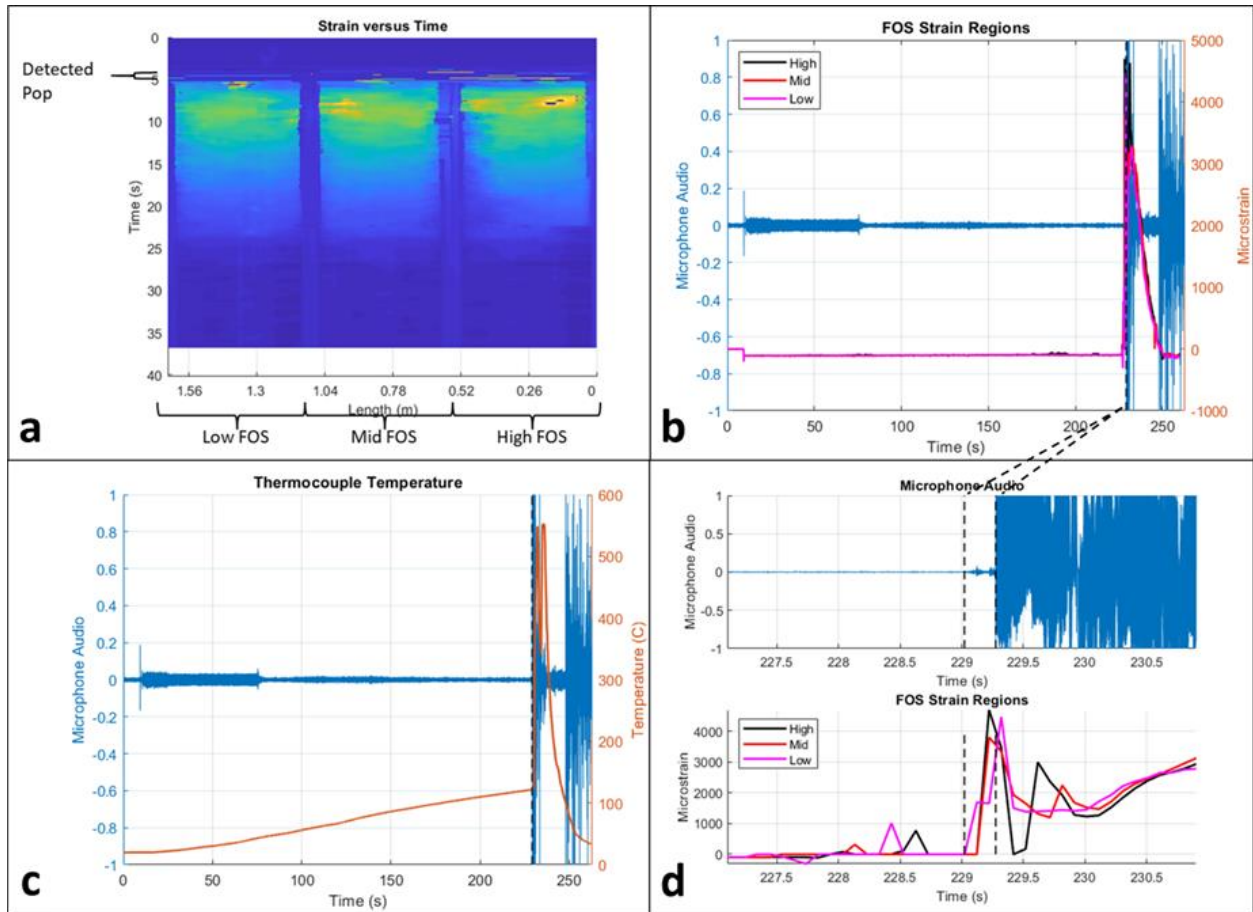 Strain versus Time
Detected
Pop
0
5
10
15
20
25
30
35
40
Time (s)
1.56
1.3
1.04
0.78
0.52
0.26
0
Length (m)
Low FOS
Mid FOS
High FOS
a
FOS Strain Regions
High
Mid
Low
1
0.8
0.6
0.4
0.2
0
-0.2
-0.4
-0.6
-0.8
-1
Microphone Audio
5000
4000
3000
2000
1000
0
-1000
Microstrain
0
50
100
150
200
250
Time (s)
b
Thermocouple Temperature
1
0.8
0.6
0.4
0.2
0
-0.2
-0.4
-0.6
-0.8
-1
Microphone Audio
600
500
400
300
200
100
0
Temperature (C)
0
50
100
150
200
250
Time (s)
c
Microphone Audio
1
0.5
0
-0.5
-1
Microphone Audio
227.5
228
228.5
229
229.5
230
230.5
Time (s)
FOS Strain Regions
High
Mid
Low
4000
3000
2000
1000
0
Microstrain
227.5
228
228.5
229
229.5
230
230.5
Time (s)
d